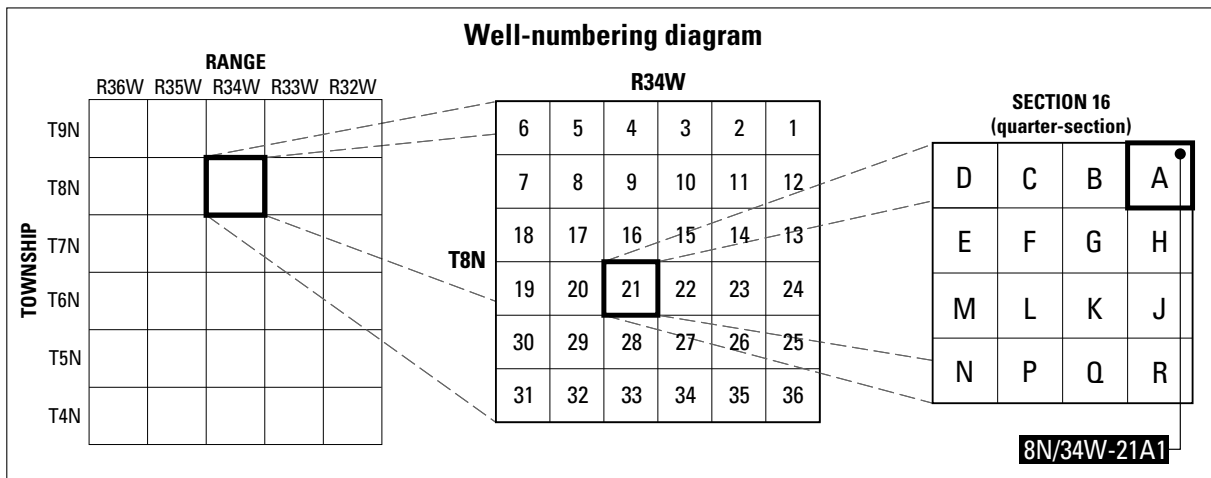 Well-numbering diagram
RANGE
R36W R35W R34W R33W R32W
TOWNSHIP
T9N
T8N
T7N
T6N
T5N
T4N
R34W
T8N
6 5 4 3 2 1
7 8 9 10 11 12
18 17 16 15 14 13
19 20 21 22 23 24
30 29 28 27 26 25
31 32 33 34 35 36
SECTION 16
(quarter-section)
D C B A
E F G H
M L K J
N P Q R
8N/34W-21A1